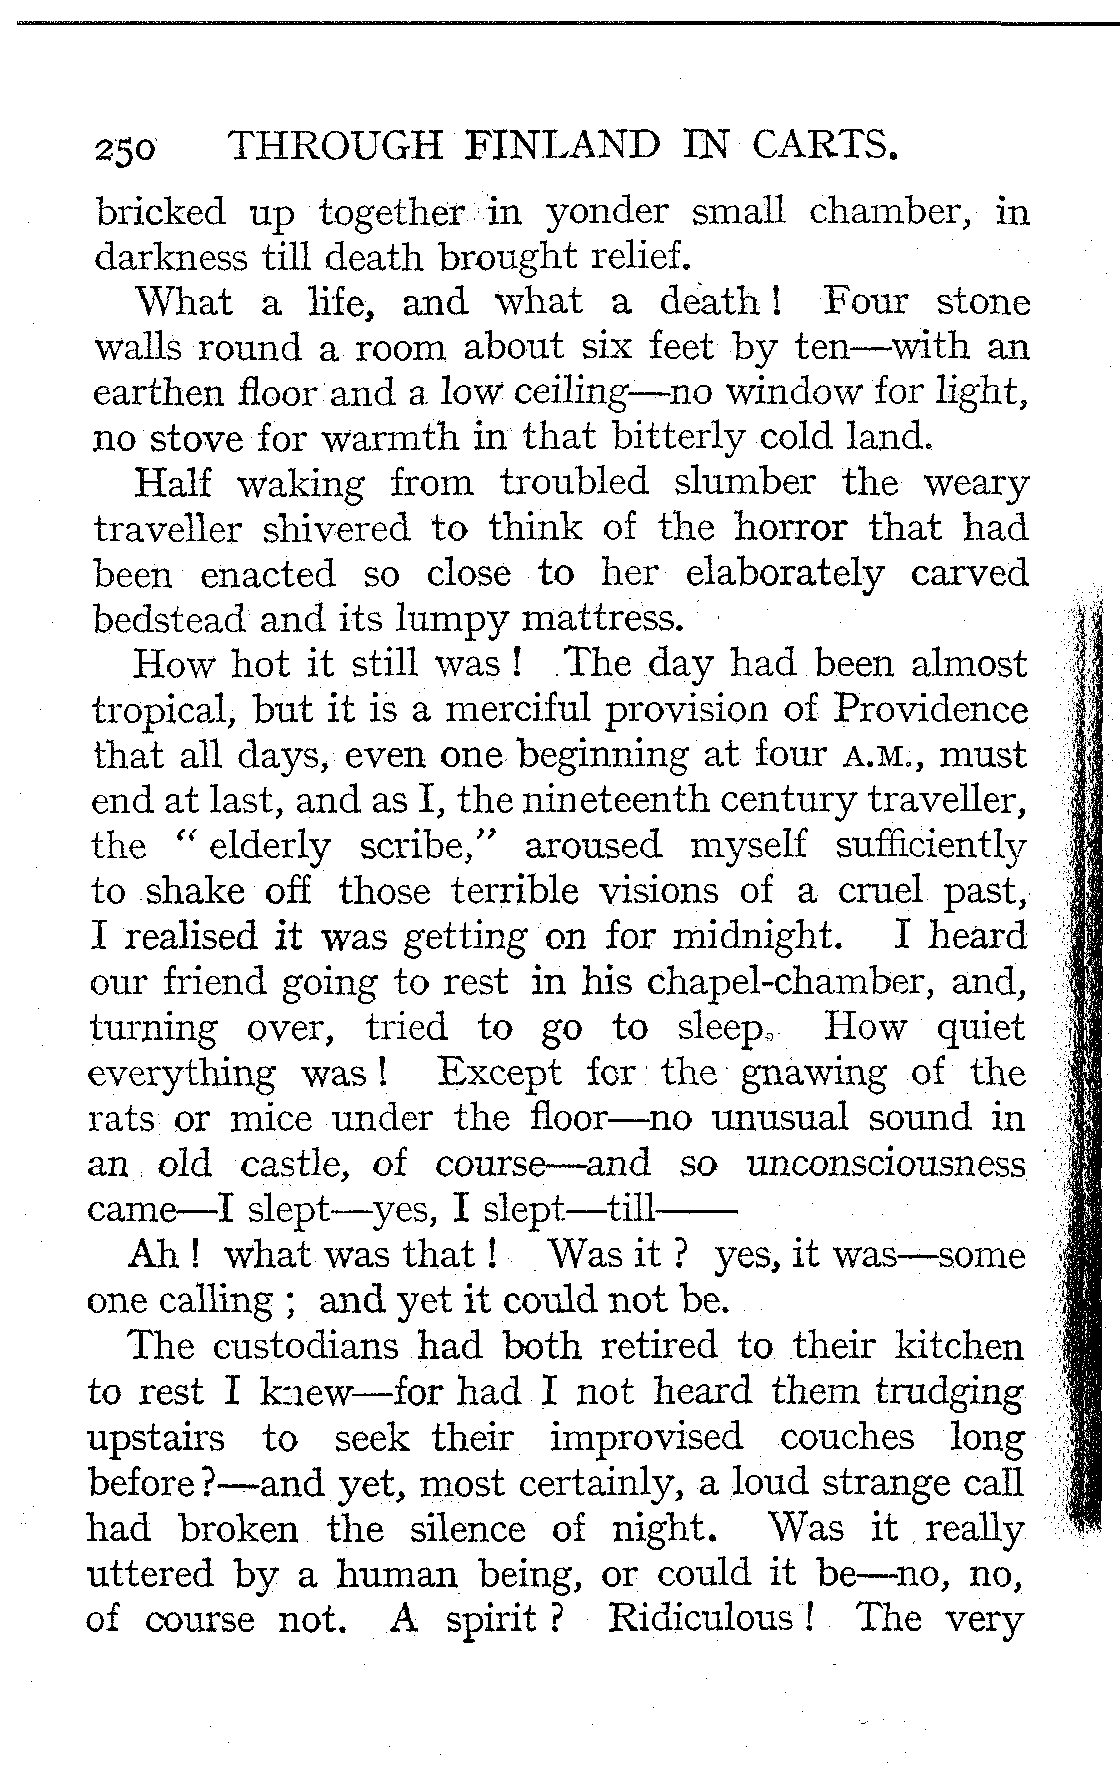 250 THROUGH FINLAND IN CARTS.
bricked up together in yonder small chamber, in
darkness till death brought relief.
What a life, and what a death! Four stone
walls round a room about six feet by ten—with an
earthen floor and a low ceiling—no window for light,
no stove for warmth in that bitterly cold land.
Half waking from troubled slumber the weary
traveller shivered to think of the horror that had
been enacted so close to her elaborately carved
bedstead and its lumpy mattress.
How hot it still was! The day had been almost
tropical, but it is a merciful provision of Providence
that all days, even one beginning at four A.M., must
end at last, and as I, the nineteenth century traveller,
the "elderly scribe," aroused myself sufficiently
to shake off those terrible visions of a cruel past,
I realised it was getting on for midnight. I heard
our friend going to rest in his chapel-chamber, and,
turning over, tried to go to sleep. How quiet
everything was! Except for the gnawing of the
rats or mice under the floor—no unusual sound in
an old castle, of course—and so unconsciousness
came—I slept—yes, I slept—till——
Ah! what was that! Was it? yes, it was—some
one calling; and yet it could not be.
The custodians had both retired to their kitchen
to rest I knew—for had I not heard them trudging
upstairs to seek their improvised couches long
before?—and yet, most certainly, a loud strange call
had broken the silence of night. Was it really
uttered by a human being, or could it be—no, no,
of course not. A spirit? Ridiculous! The very